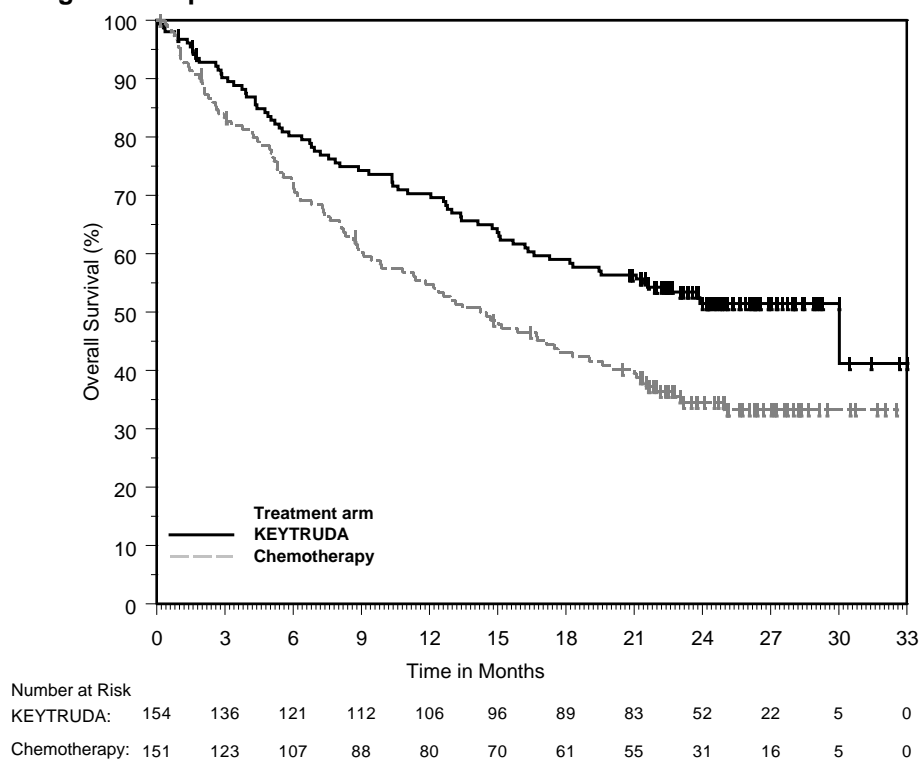 100
90
80
70
60
50
40
30
20
10
0
Overall Survival (%)
Treatment arm
KEYTRUDA
Chemotherapy
0 3 6 9 12 15 18 21 24 27 30 33
Time in Months
Number at Risk
KEYTRUDA: 154 136 121 112 106 96 89 83 52 22 5 0
Chemotherapy: 151 123 107 88 80 70 61 55 31 16 5 0